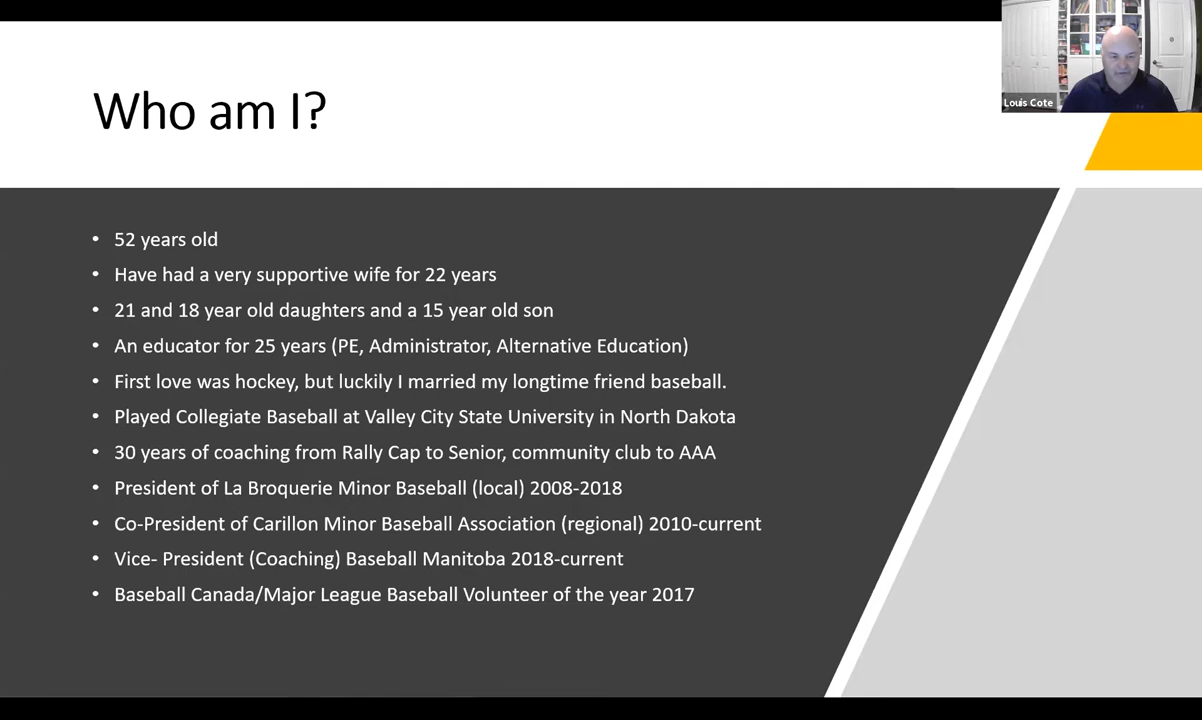 Louis Cote
Who am I?
• 52 years old
• Have had a very supportive wife for 22 years
• 21 and 18 year old daughters and a 15 year old son
• An educator for 25 years (PE, Administrator, Alternative Education)
• First love was hockey, but luckily I married my longtime friend baseball.
• Played Collegiate Baseball at Valley City State University in North Dakota
• 30 years of coaching from Rally Cap to Senior, community club to AAA
• President of La Broquerie Minor Baseball (local) 2008-2018
• Co-President of Carillon Minor Baseball Association (regional) 2010-current
• Vice- President (Coaching) Baseball Manitoba 2018-current
• Baseball Canada/Major League Baseball Volunteer of the year 2017